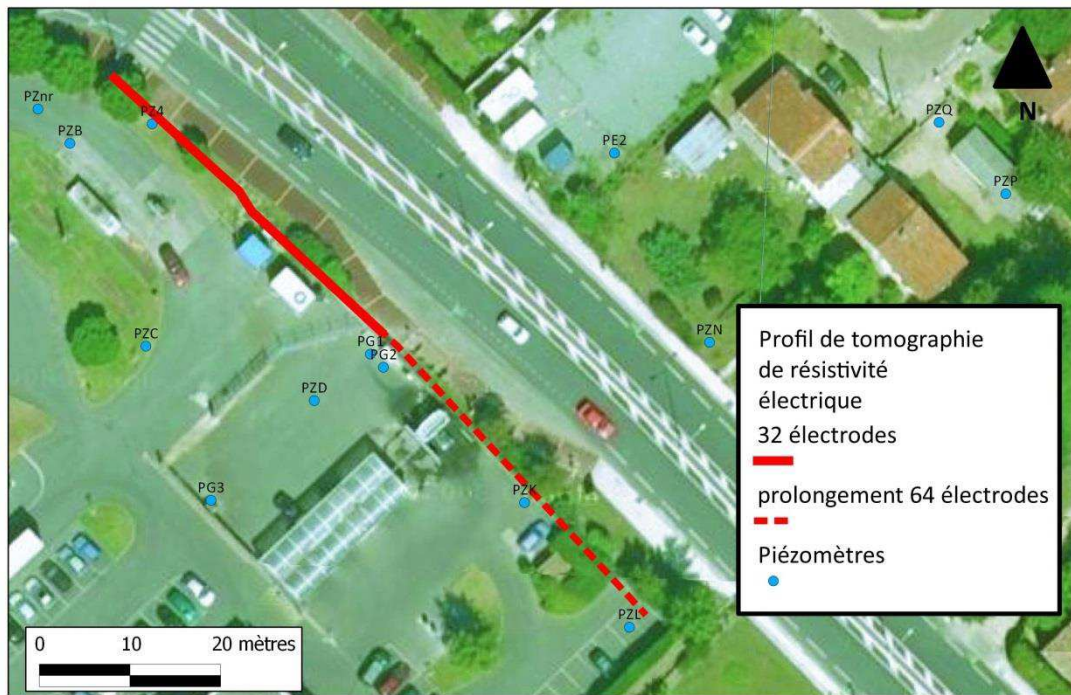 PZnr
PZB
PZ4
PE2
PZQ
PZP
N
PZC
PG1
PG2
PZD
PZN
PG3
PZK
PZL
Profil de tomographie
de résistivité
électrique
32 électrodes
prolongement 64 électrodes
Piézomètres
0 10 20 mètres